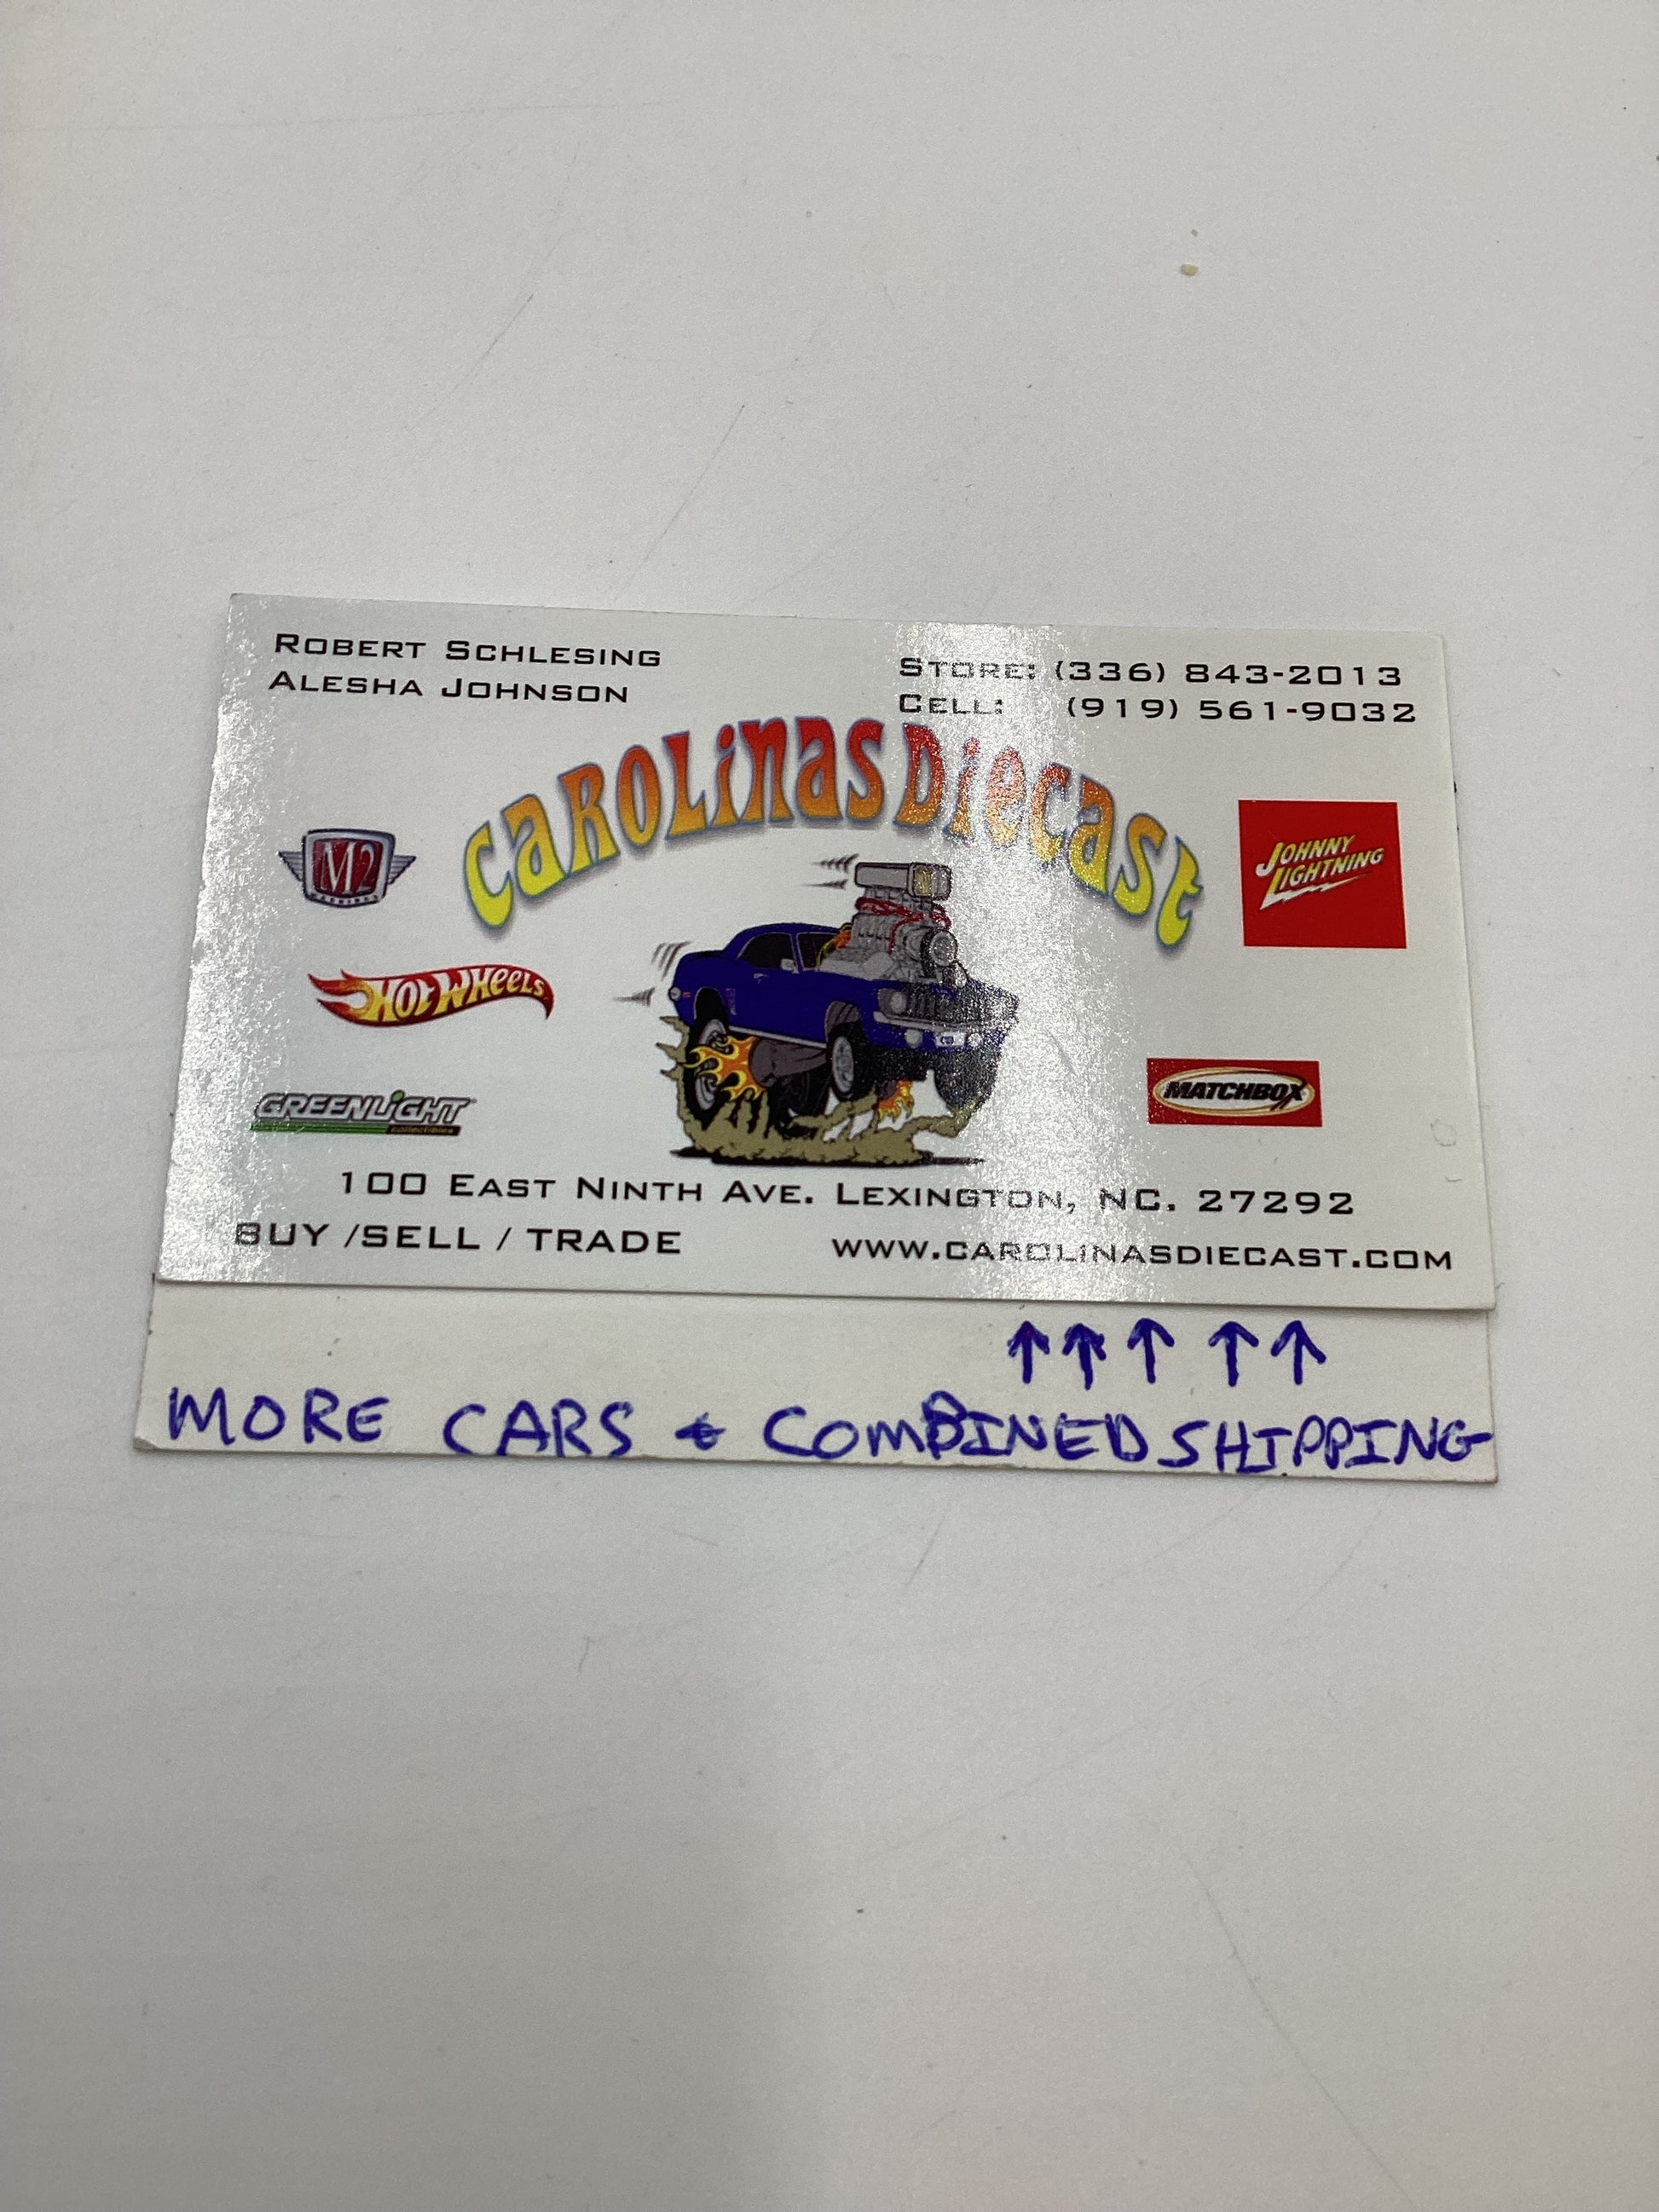 ROBERT SCHLESING
ALESHA JOHNSON
STORE: (336) 843-2013
CELL: (919) 561-9032
CAROLINAS DIECAST
M2
MACHINES
JOHNNY
LIGHTNING
HOT WHEELS
MATCHBOX
GREENLIGHT
collectibles
100 EAST NINTH AVE. LEXINGTON, NC. 27292
BUY /SELL / TRADE
WWW.CAROLINASDIECAST.COM
↑↑↑ ↑↑
MORE CARS & COMBINED SHIPPING